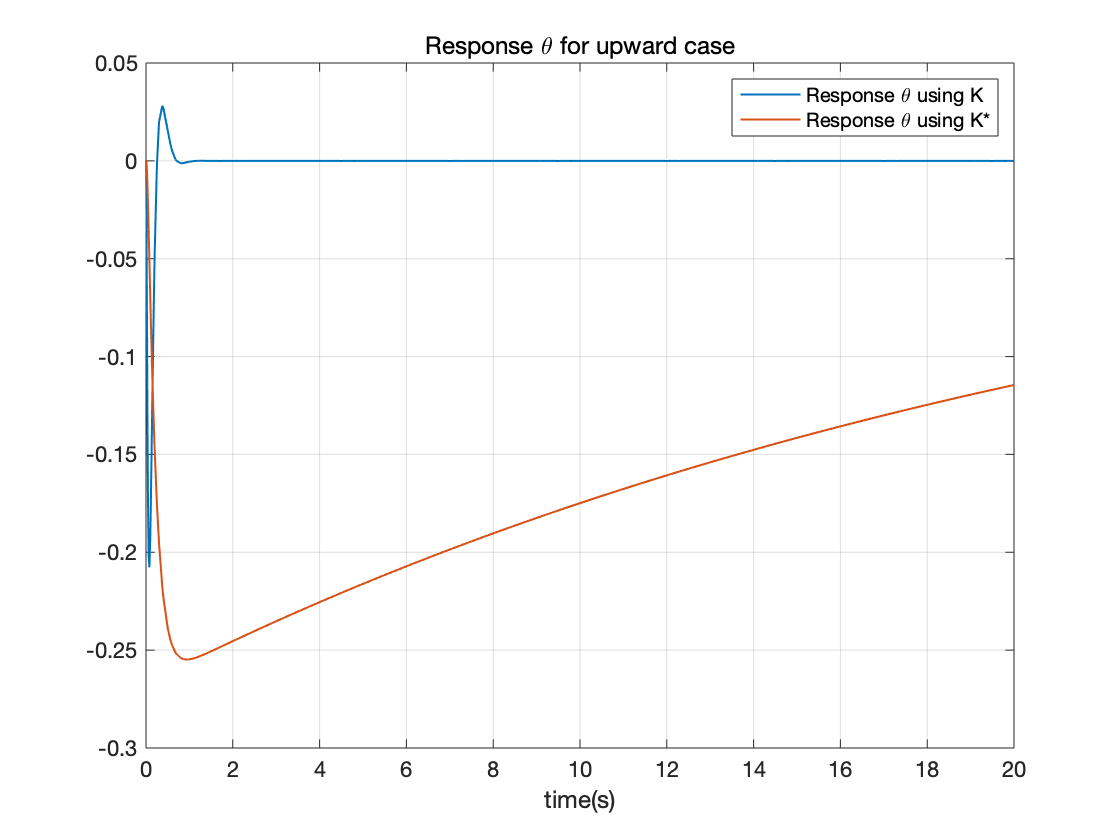 Response θ for upward case
0.05
0
-0.05
-0.1
-0.15
-0.2
-0.25
-0.3
Response θ using K
Response θ using K*
0 2 4 6 8 10 12 14 16 18 20
time(s)